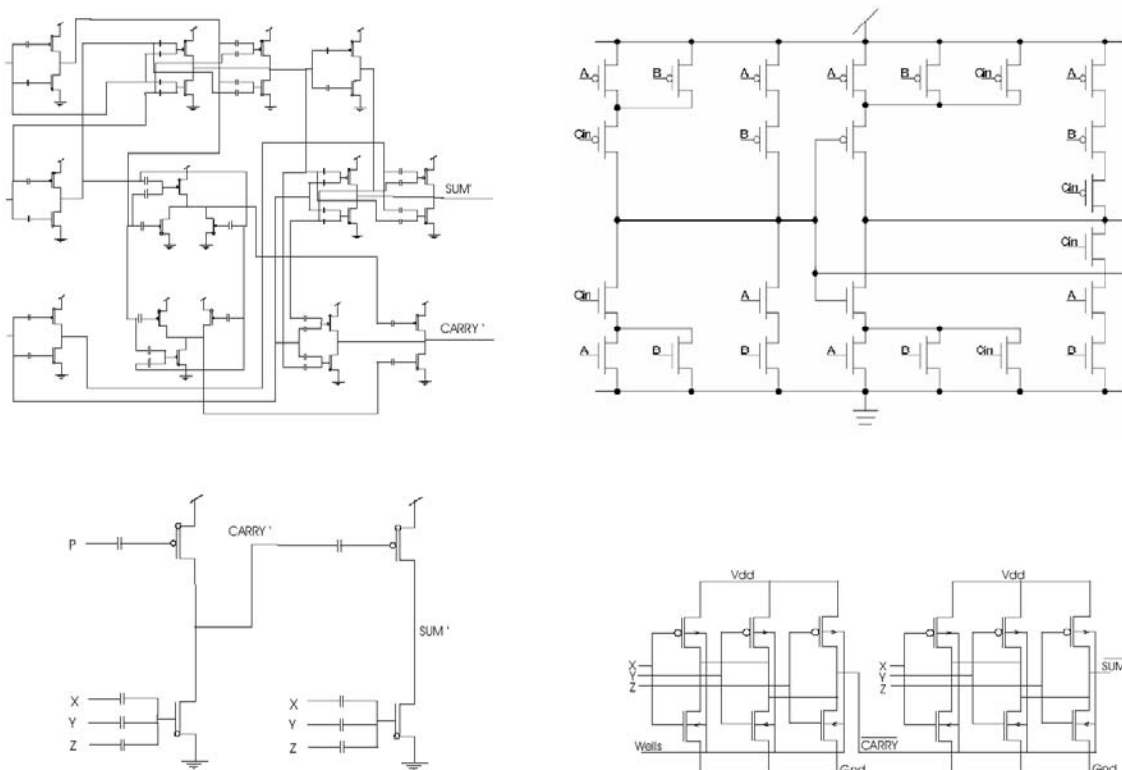 SUM'
CARRY '
A B A A B Cin A
Cin B B
Cin
Cin
Cin A A
A D D A D Cin D
P CARRY '
SUM '
X X
Y Y
Z Z
Vdd Vdd
X X SUM
Y Y
Z Z
Wells CARRY
Gnd Gnd